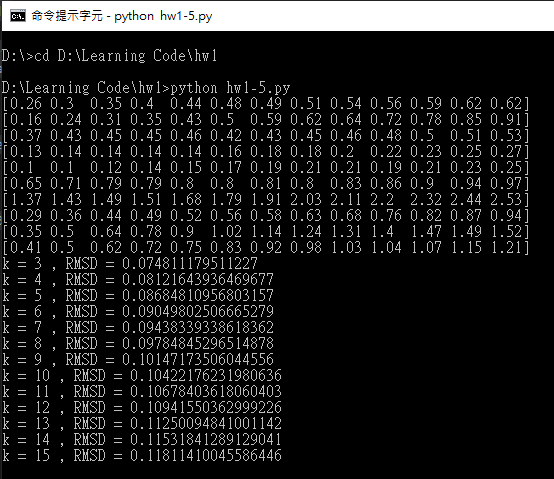 命令提示字元 - python hw1-5.py
D:\>cd D:\Learning Code\hw1
D:\Learning Code\hw1>python hw1-5.py
[0.26 0.3  0.35 0.4  0.44 0.48 0.49 0.51 0.54 0.56 0.59 0.62 0.62]
[0.16 0.24 0.31 0.35 0.43 0.5  0.59 0.62 0.64 0.72 0.78 0.85 0.91]
[0.37 0.43 0.45 0.45 0.46 0.42 0.43 0.45 0.46 0.48 0.5  0.51 0.53]
[0.13 0.14 0.14 0.14 0.14 0.16 0.18 0.18 0.2  0.22 0.23 0.25 0.27]
[0.1  0.1  0.12 0.14 0.15 0.17 0.19 0.21 0.21 0.19 0.21 0.23 0.25]
[0.65 0.71 0.79 0.79 0.8  0.8  0.81 0.8  0.83 0.86 0.9  0.94 0.97]
[1.37 1.43 1.49 1.51 1.68 1.79 1.91 2.03 2.11 2.2  2.32 2.44 2.53]
[0.29 0.36 0.44 0.49 0.52 0.56 0.58 0.63 0.68 0.76 0.82 0.87 0.94]
[0.35 0.5  0.64 0.78 0.9  1.02 1.14 1.24 1.31 1.4  1.47 1.49 1.52]
[0.41 0.5  0.62 0.72 0.75 0.83 0.92 0.98 1.03 1.04 1.07 1.15 1.21]
k = 3 , RMSD = 0.074811179511227
k = 4 , RMSD = 0.08121643936469677
k = 5 , RMSD = 0.08684810956803157
k = 6 , RMSD = 0.09049802506665279
k = 7 , RMSD = 0.09438339338618362
k = 8 , RMSD = 0.09784845296514878
k = 9 , RMSD = 0.10147173506044556
k = 10 , RMSD = 0.10422176231980636
k = 11 , RMSD = 0.10678403618060403
k = 12 , RMSD = 0.10941550362999226
k = 13 , RMSD = 0.11250094841001142
k = 14 , RMSD = 0.11531841289129041
k = 15 , RMSD = 0.11811410045586446